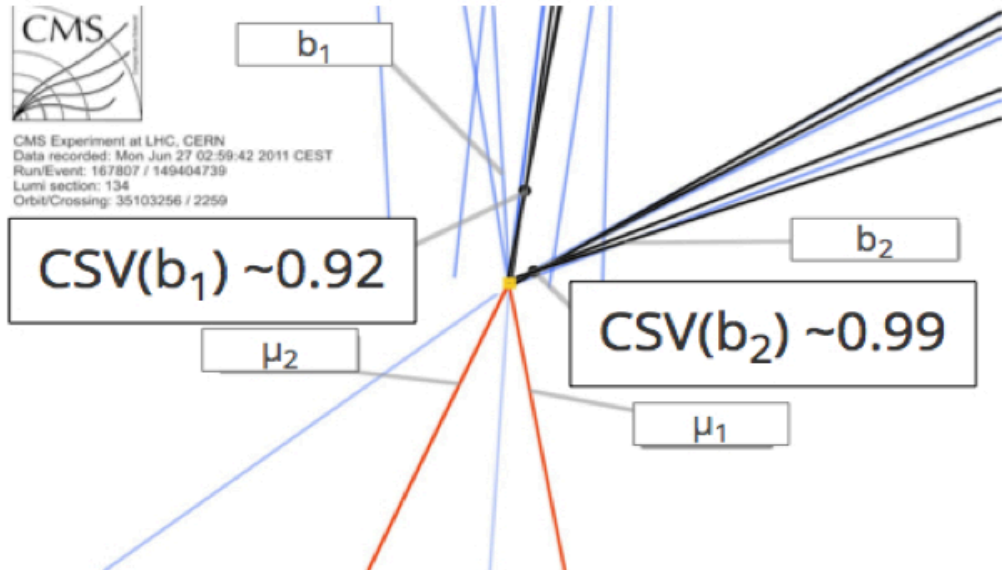 CMS
CMS Experiment at LHC, CERN
Data recorded: Mon Jun 27 02:59:42 2011 CEST
Run/Event: 167807 / 149404739
Lumi section: 134
Orbit/Crossing: 35103256 / 2259
b₁
CSV(b₁) ~0.92
b₂
CSV(b₂) ~0.99
μ₂
μ₁